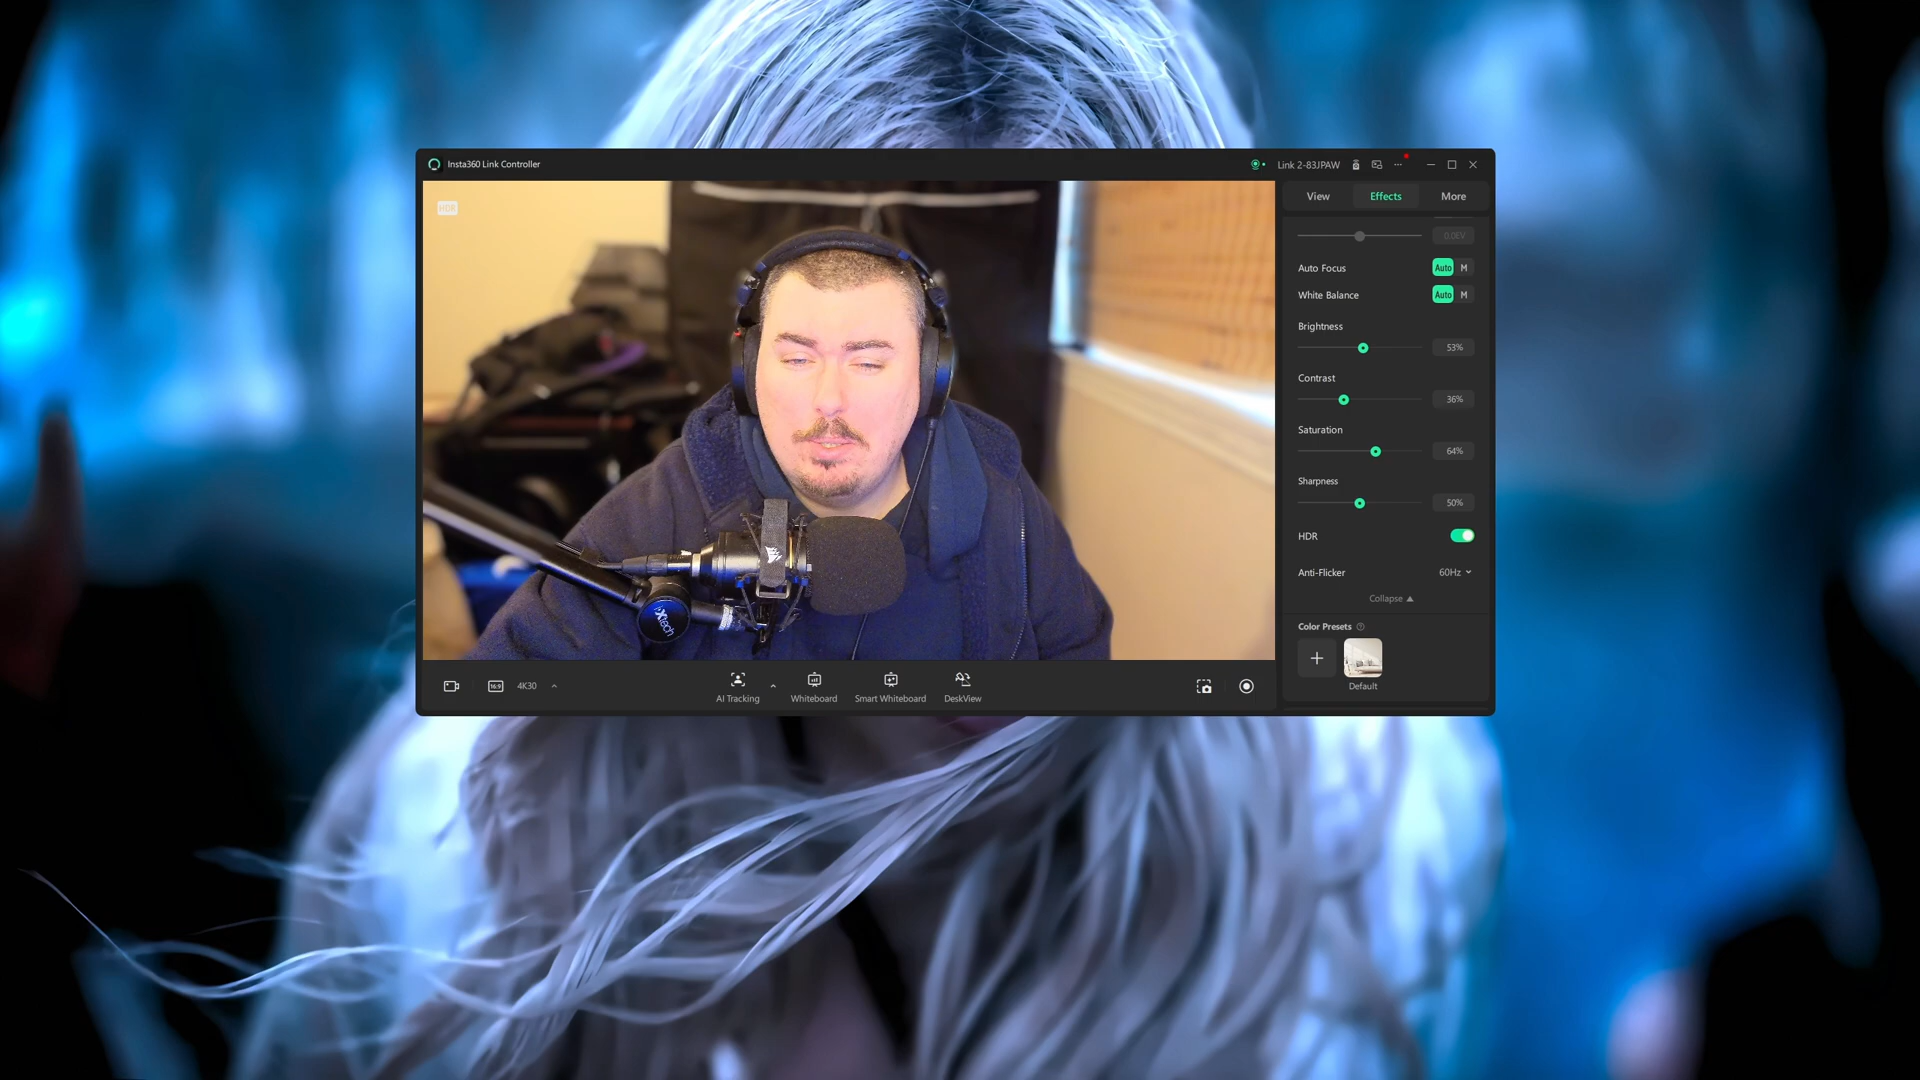 Insta360 Link Controller
Link 2-83JPAW
HDR
View Effects More
0.0EV
Auto Focus Auto M
White Balance Auto M
Brightness
53%
Contrast
36%
Saturation
64%
Sharpness
50%
HDR
Anti-Flicker 60Hz
Collapse
Color Presets
Default
16:9 4K30
AI Tracking Whiteboard Smart Whiteboard DeskView